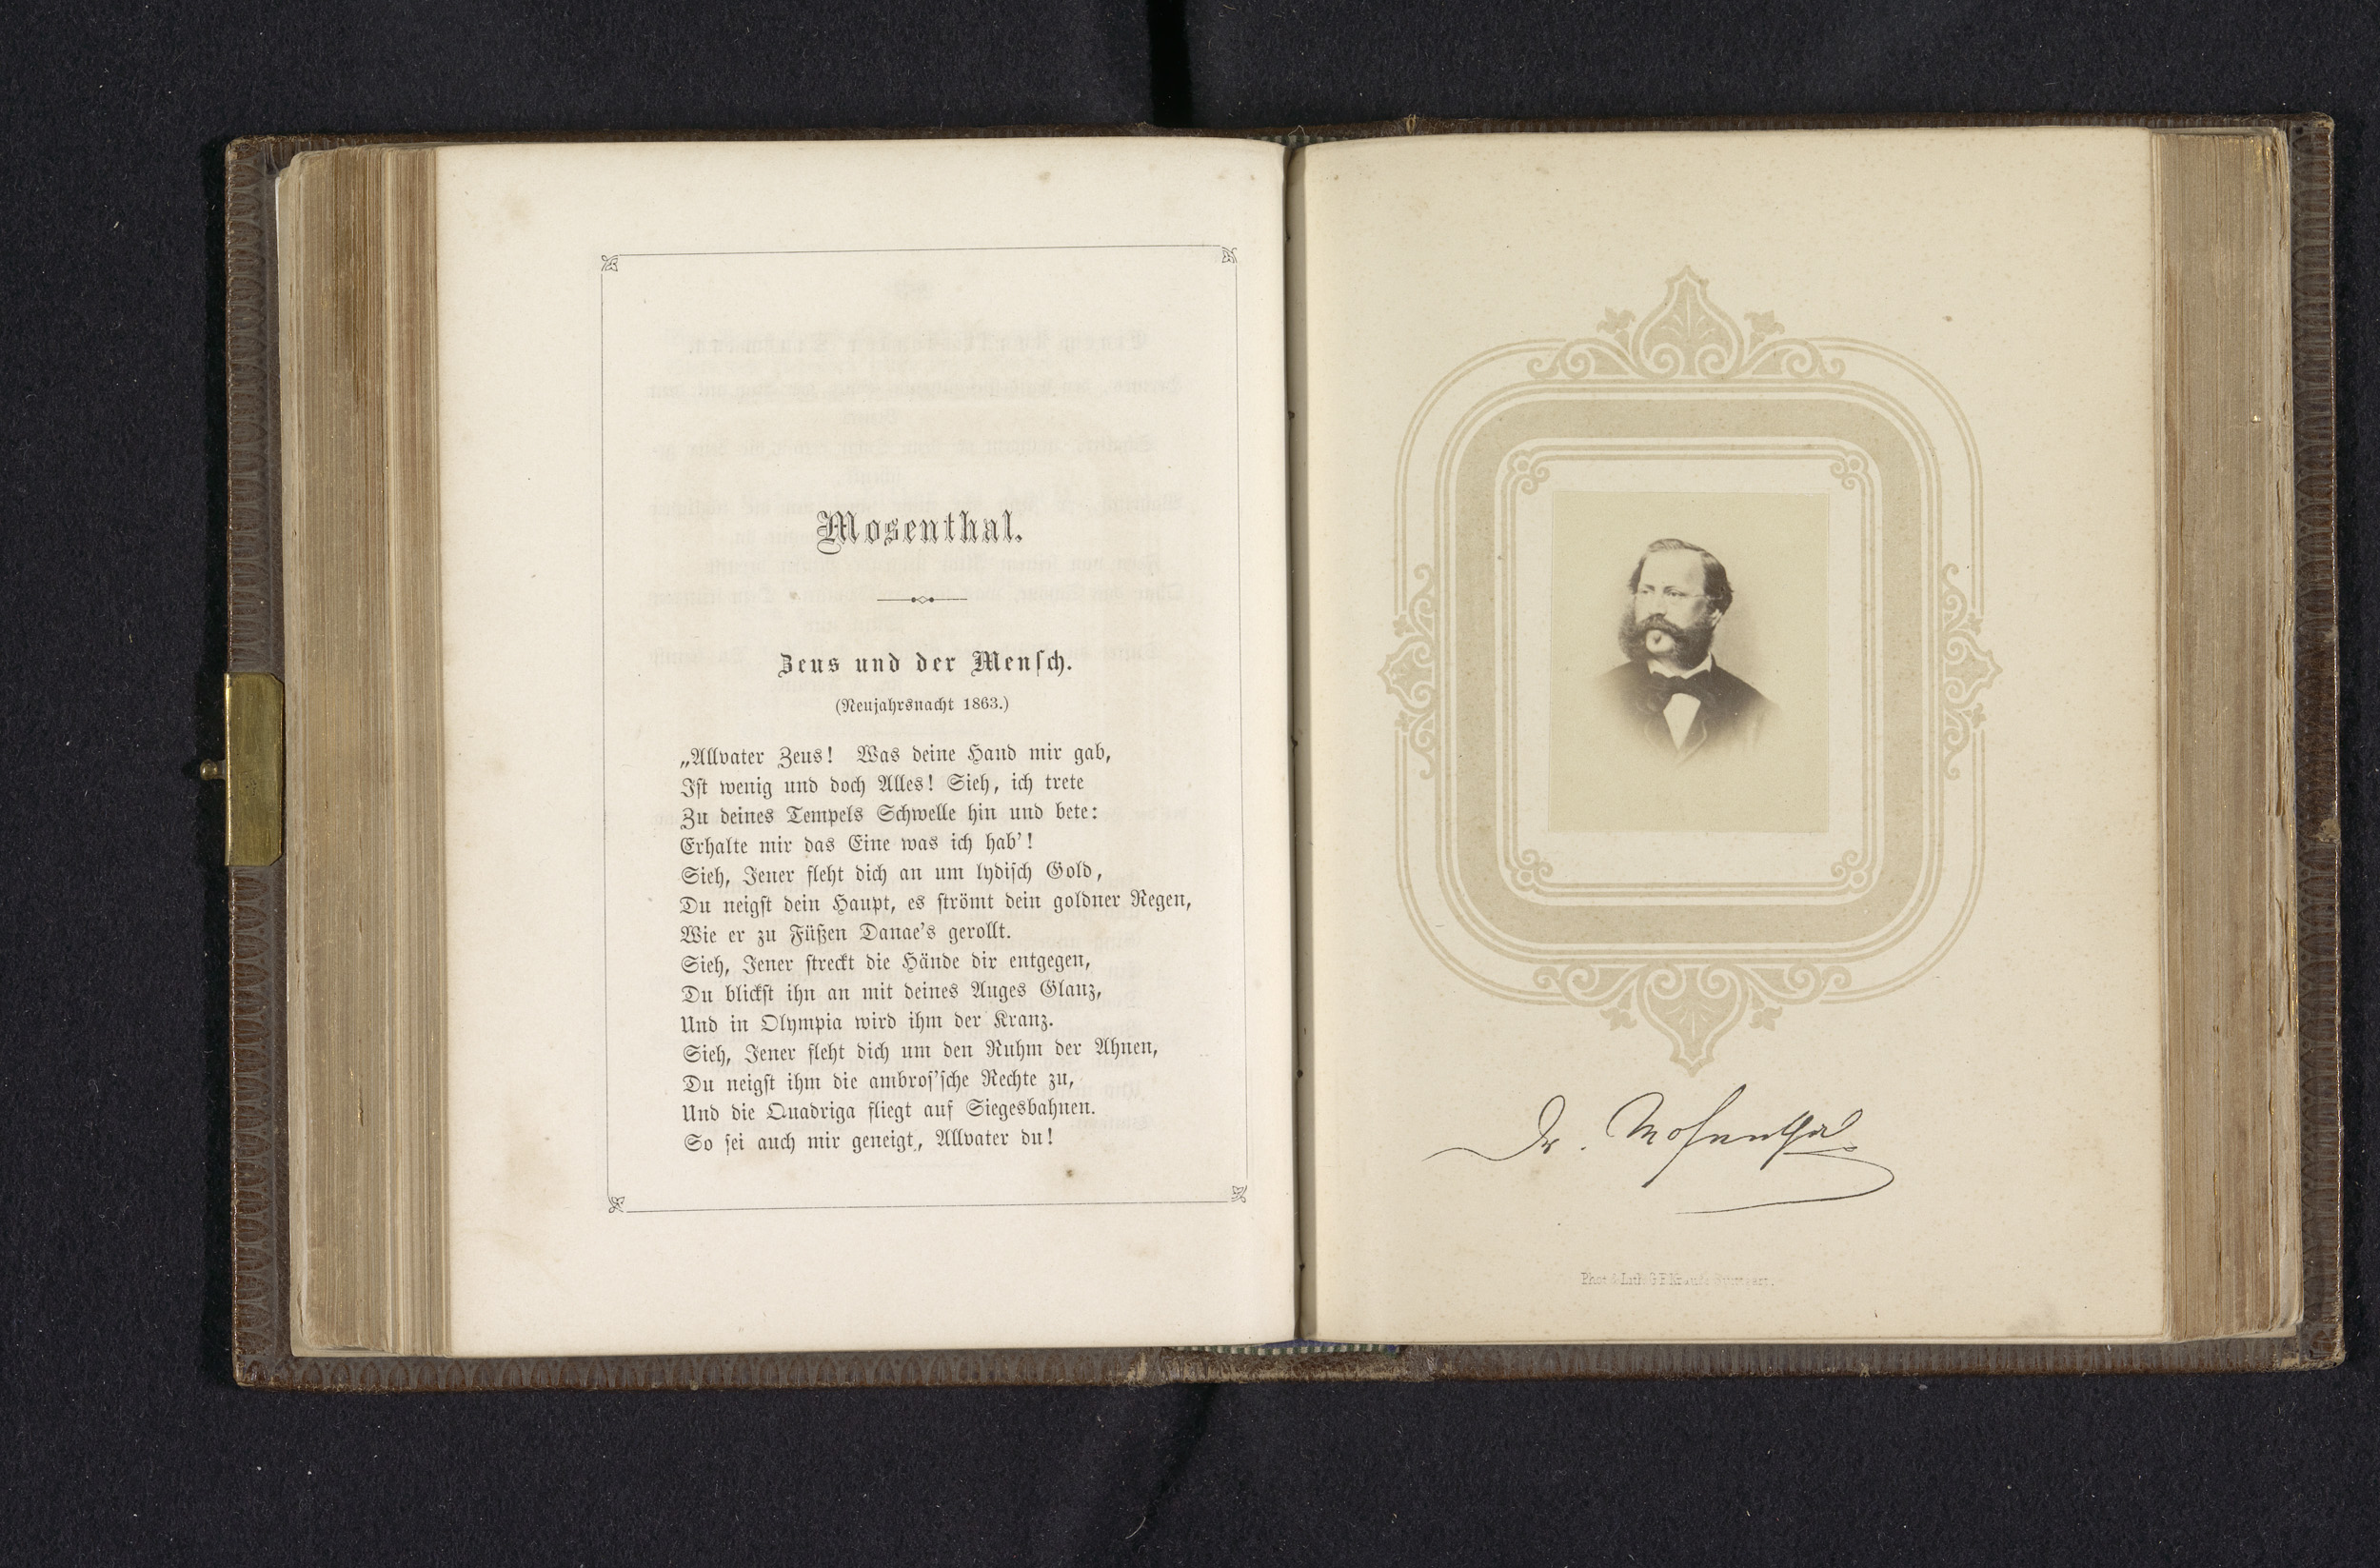 Mosenthal.
Zeus und der Menſch.
(Neujahrsnacht 1863.)
„Allvater Zeus! Was deine Hand mir gab,
Iſt wenig und doch Alles! Sieh, ich trete
Zu deines Tempels Schwelle hin und bete:
Erhalte mir das Eine was ich hab’!
Sieh, Jener fleht dich an um lydiſch Gold,
Du neigſt dein Haupt, es ſtrömt dein goldner Regen,
Wie er zu Füßen Danae’s gerollt.
Sieh, Jener ſtreckt die Hände dir entgegen,
Du blickſt ihn an mit deines Auges Glanz,
Und in Olympia wird ihm der Kranz.
Sieh, Jener fleht dich um den Ruhm der Ahnen,
Du neigſt ihm die ambroſ’ſche Rechte zu,
Und die Quadriga fliegt auf Siegesbahnen.
So ſei auch mir geneigt, Allvater du!
Dr. Mosenthal
Phot & Lith